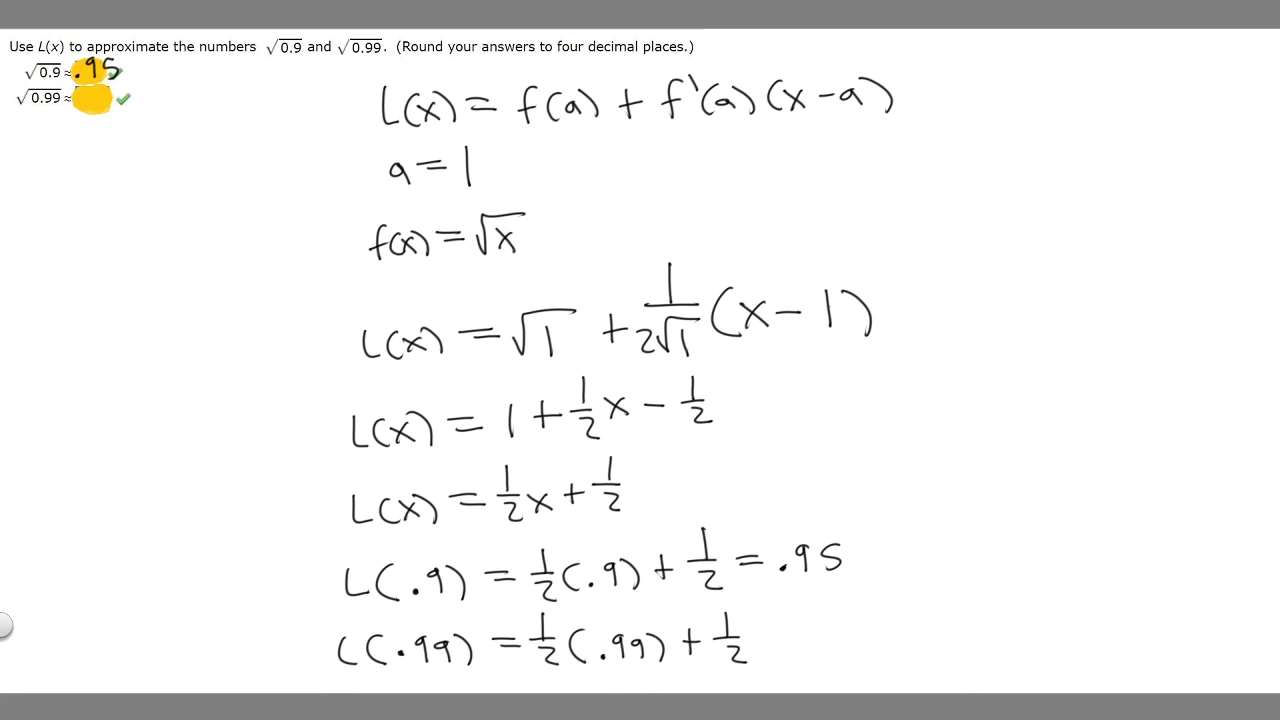 Use L(x) to approximate the numbers √0.9 and √0.99. (Round your answers to four decimal places.)
√0.9 ≈ .95
√0.99 ≈
L(x) = f(a) + f'(a)(x-a)
a = 1
f(x) = √x
L(x) = √1 + 1/2√1 (x-1)
L(x) = 1 + 1/2 x - 1/2
L(x) = 1/2 x + 1/2
L(.9) = 1/2 (.9) + 1/2 = .95
L(.99) = 1/2 (.99) + 1/2